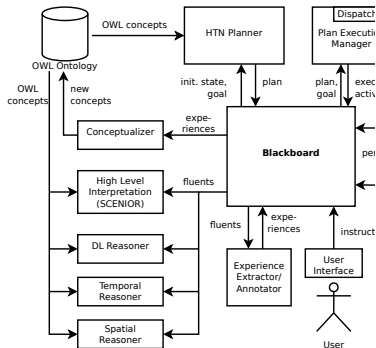 Dispatch
OWL concepts
HTN Planner
Plan Execution
Manager
OWL Ontology
OWL
concepts
new
concepts
init. state,
goal
plan
plan,
goal
Conceptualizer
expe-
riences
Blackboard
High Level
Interpretation
(SCENIOR)
fluents
DL Reasoner
fluents
expe-
riences
Temporal
Reasoner
Experience
Extractor/
Annotator
User
Interface
Spatial
Reasoner
User